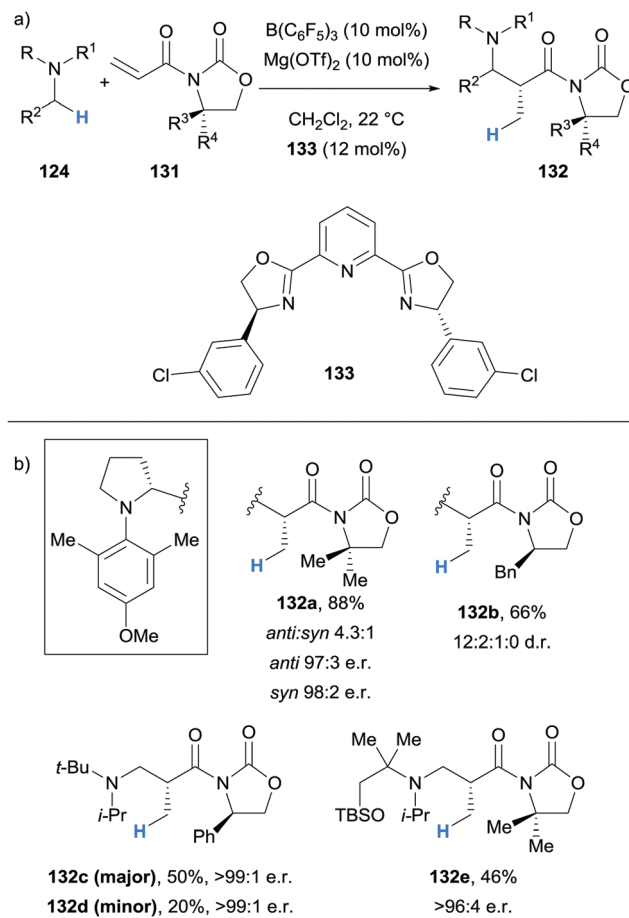 a)
R
R¹
N
R²
H
124
+
O
O
N
O
R³
R⁴
131
B(C₆F₅)₃ (10 mol%)
Mg(OTf)₂ (10 mol%)
CH₂Cl₂, 22 °C
133 (12 mol%)
R
R¹
N
R²
O
O
N
O
H
R³
R⁴
132
O
N
N
N
O
Cl
Cl
133
b)
N
Me
Me
OMe
O
O
N
O
H
Me
Me
132a, 88%
anti:syn 4.3:1
anti 97:3 e.r.
syn 98:2 e.r.
O
O
N
O
H
Bn
132b, 66%
12:2:1:0 d.r.
t-Bu
N
i-Pr
O
O
N
O
H
Ph
132c (major), 50%, >99:1 e.r.
132d (minor), 20%, >99:1 e.r.
Me
Me
TBSO
N
i-Pr
O
O
N
O
H
Me
Me
132e, 46%
>96:4 e.r.